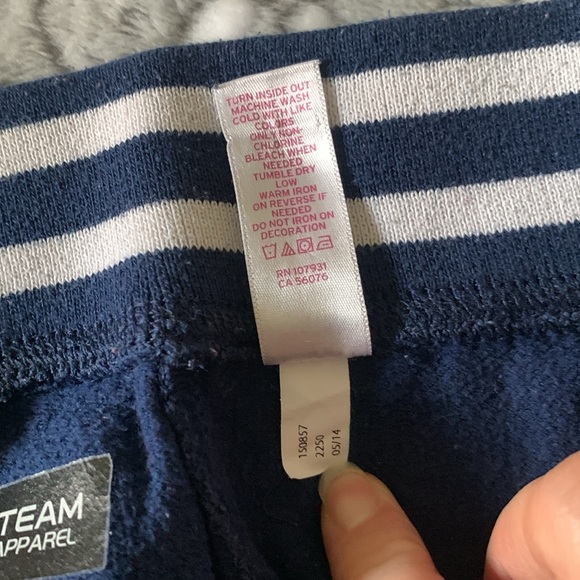 TURN INSIDE OUT
MACHINE WASH
COLD WITH LIKE
COLORS
ONLY NON-
CHLORINE
BLEACH WHEN
NEEDED
TUMBLE DRY
LOW
WARM IRON
ON REVERSE IF
NEEDED
DO NOT IRON ON
DECORATION
RN 107931
CA 56076
150857
2250
05/14
TEAM
APPAREL